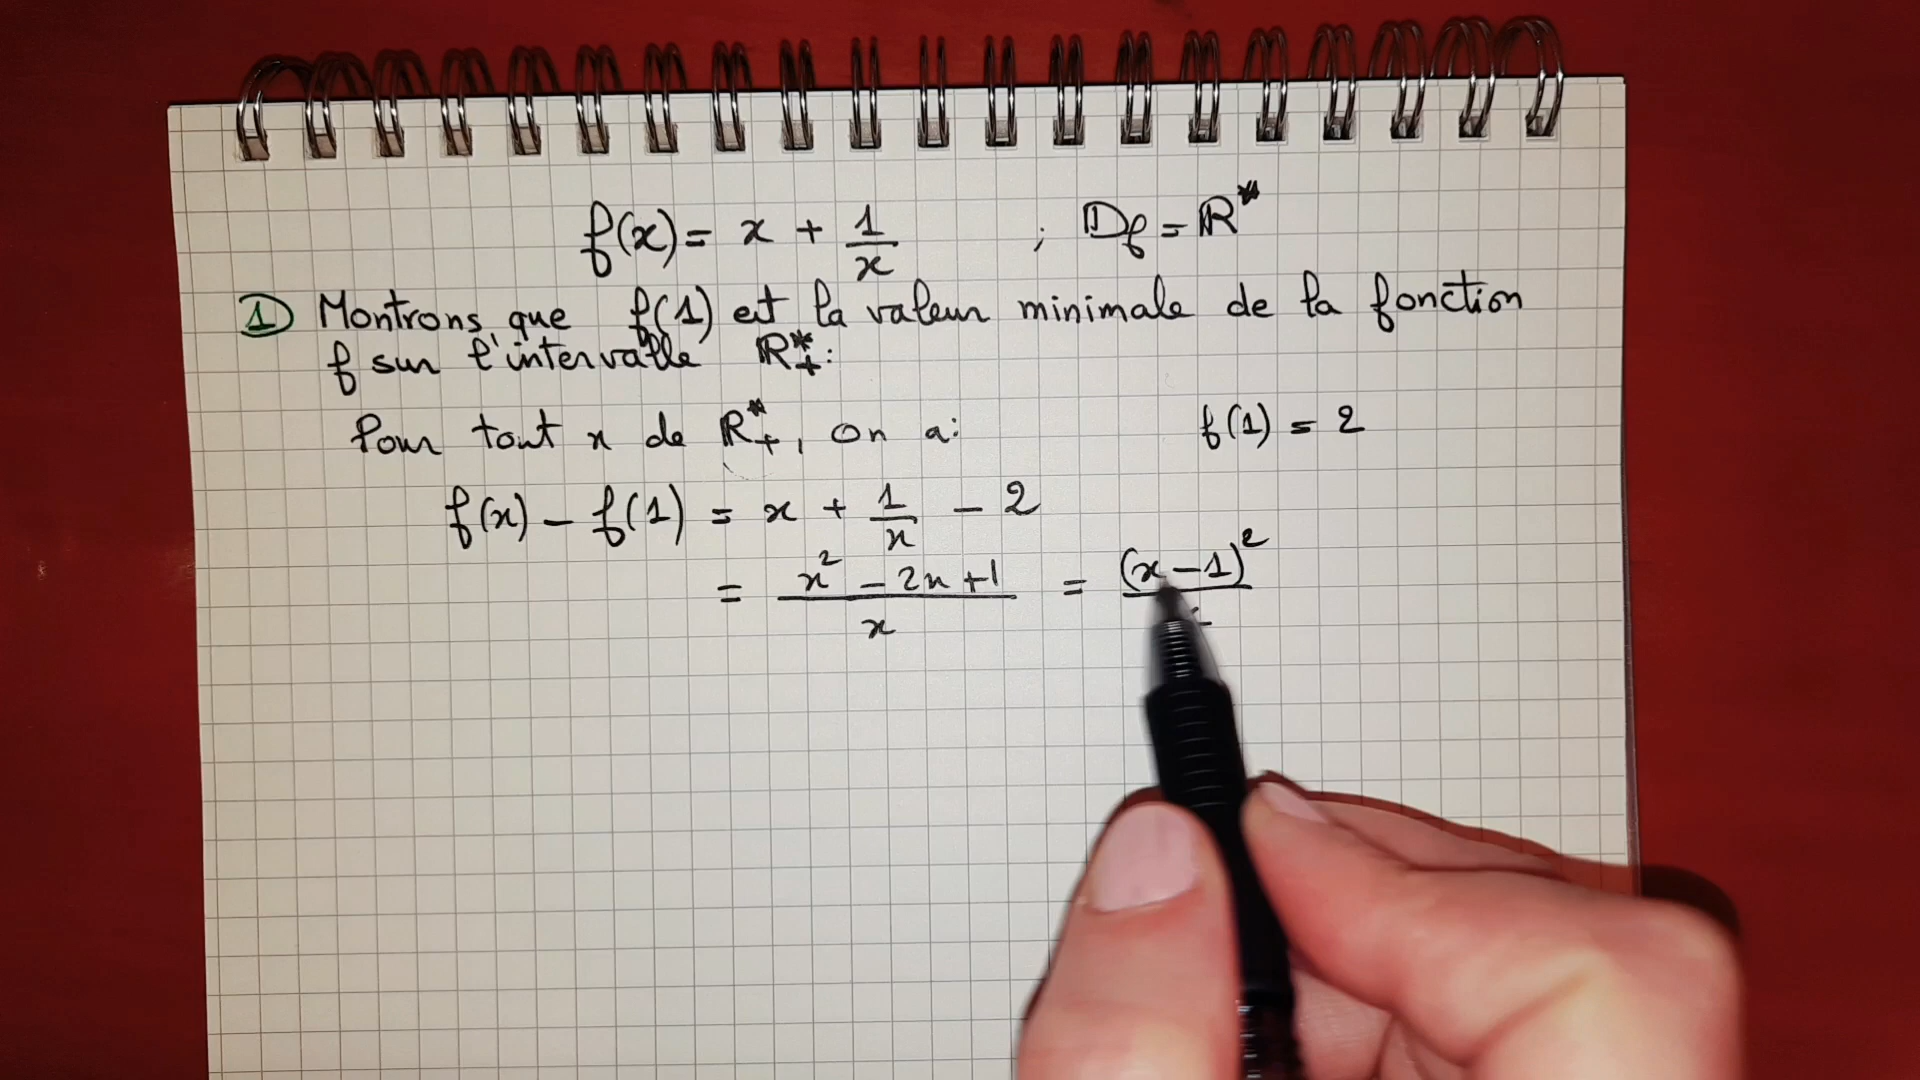 f(x) = x + 1/x ; Df = ℝ*
① Montrons que f(1) est la valeur minimale de la fonction
f sur l'intervalle ℝ*₊:
Pour tout x de ℝ*₊, on a: f(1) = 2
f(x) - f(1) = x + 1/x - 2
= (x² - 2x + 1)/x = (x - 1)²/